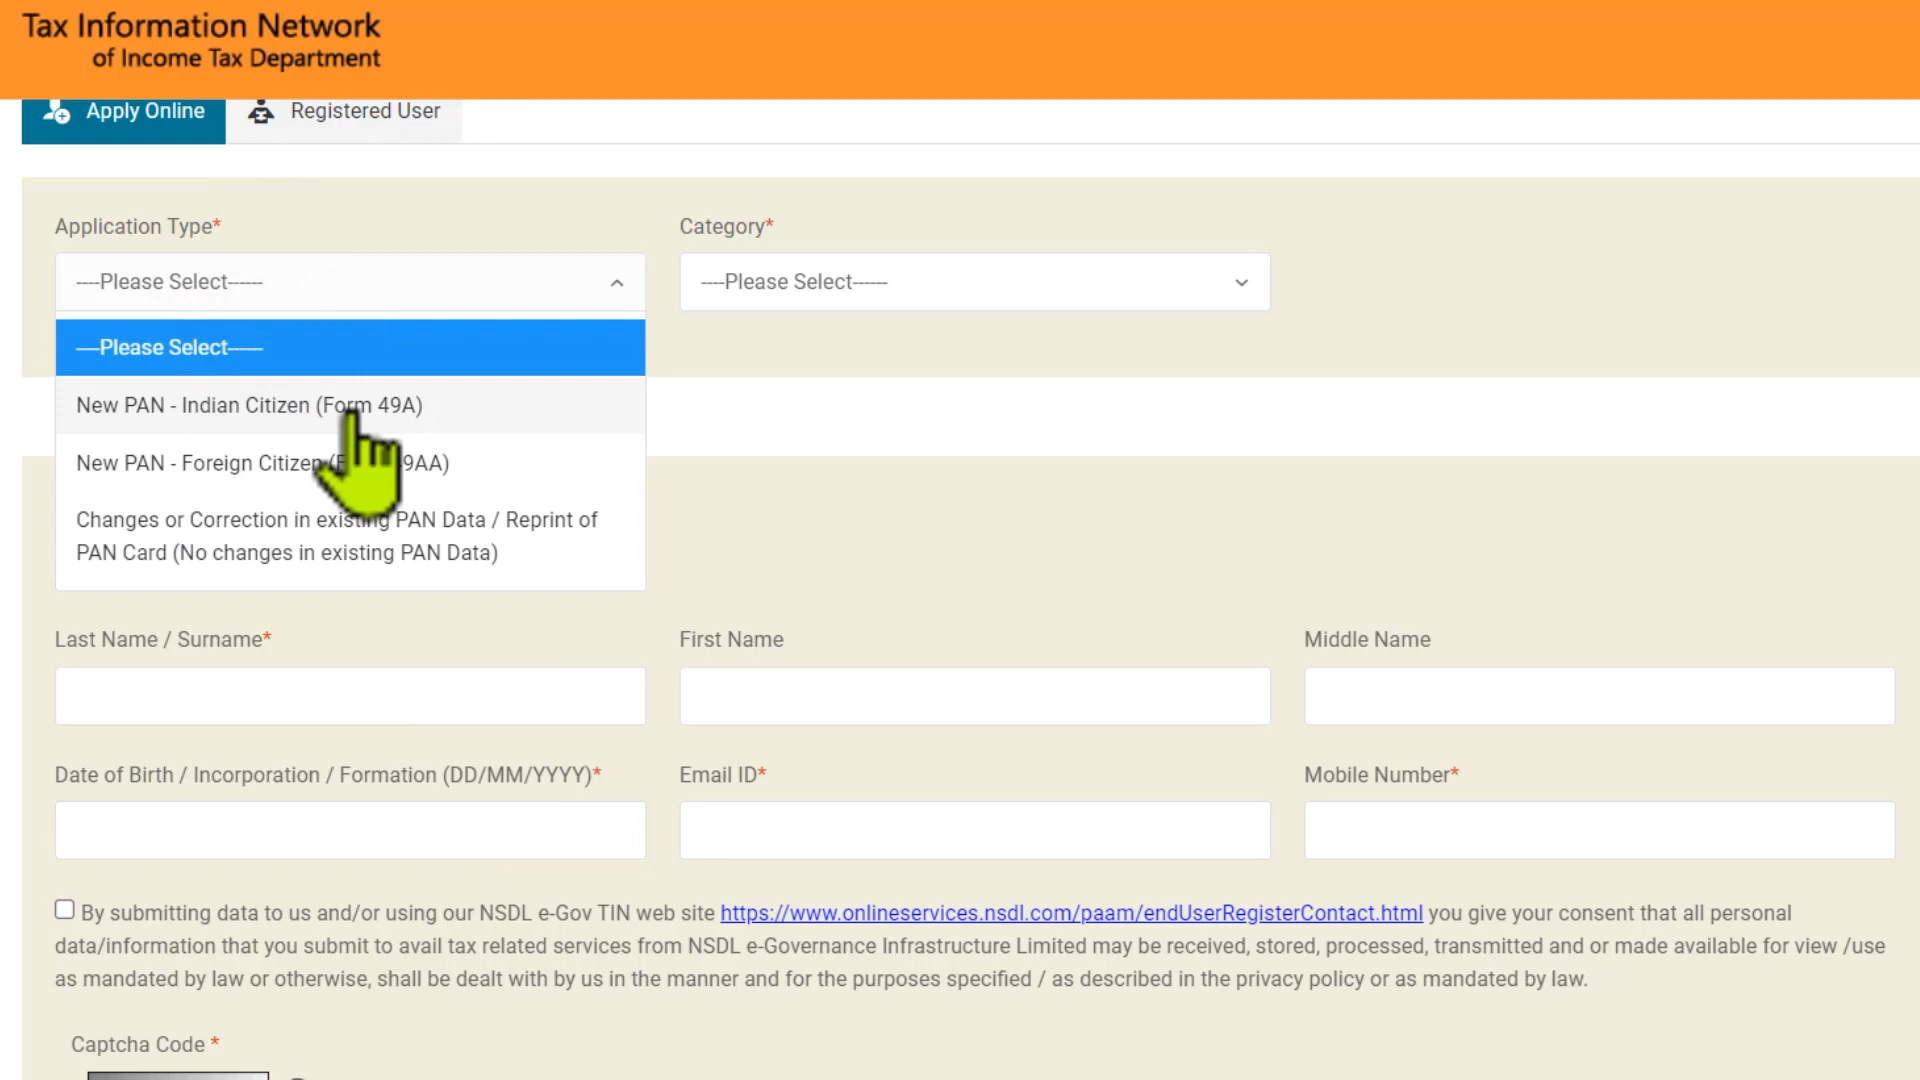 Tax Information Network
of Income Tax Department
Apply Online
Registered User
Application Type*
Category*
----Please Select------
----Please Select------
----Please Select------
New PAN - Indian Citizen (Form 49A)
New PAN - Foreign Citizen 9AA)
Changes or Correction in existing PAN Data / Reprint of
PAN Card (No changes in existing PAN Data)
Last Name / Surname*
First Name
Middle Name
Date of Birth / Incorporation / Formation (DD/MM/YYYY)*
Email ID*
Mobile Number*
By submitting data to us and/or using our NSDL e-Gov TIN web site https://www.onlineservices.nsdl.com/paam/endUserRegisterContact.html you give your consent that all personal
data/information that you submit to avail tax related services from NSDL e-Governance Infrastructure Limited may be received, stored, processed, transmitted and or made available for view /use
as mandated by law or otherwise, shall be dealt with by us in the manner and for the purposes specified / as described in the privacy policy or as mandated by law.
Captcha Code *